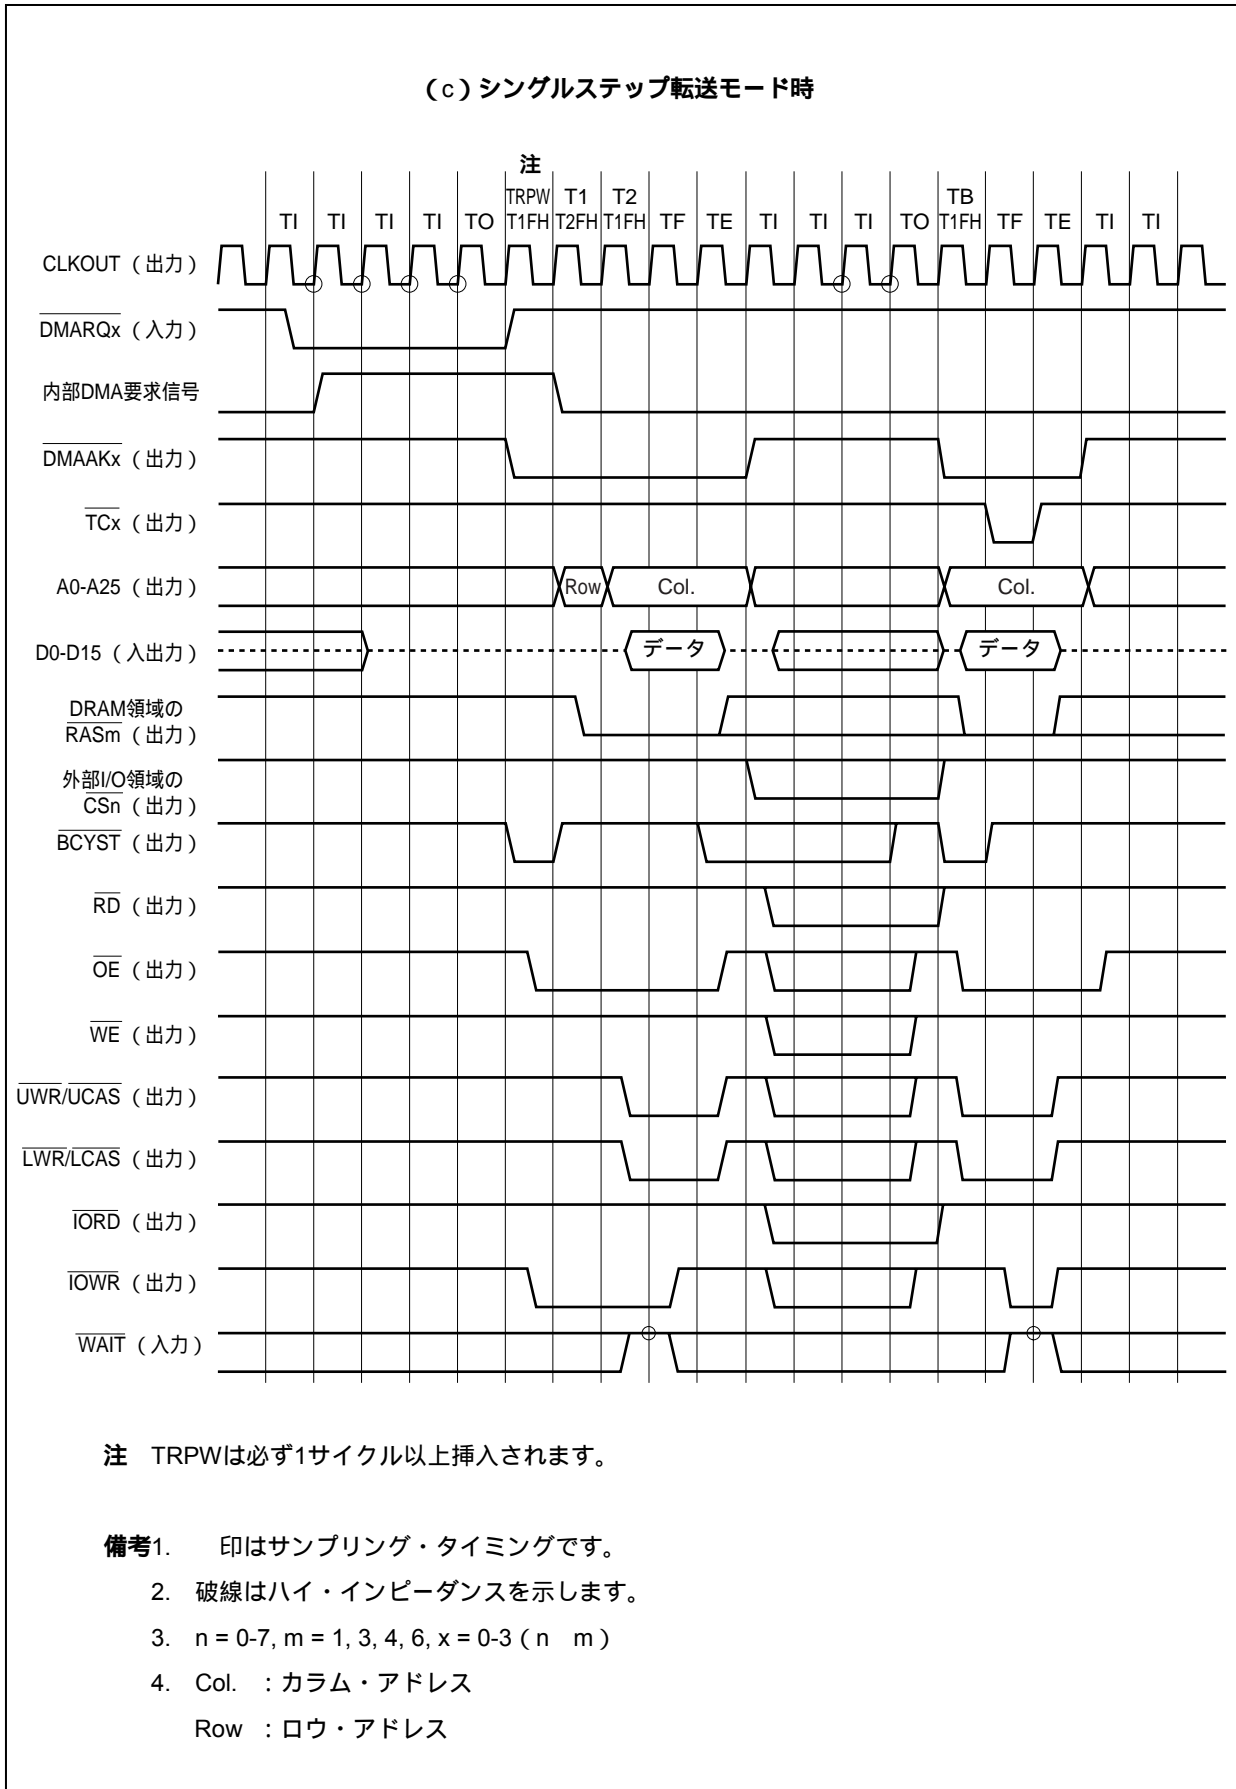 （c）シングルステップ転送モード時
注
TRPW T1 T2 TB
TI TI TI TI TO T1FH T2FH T1FH TF TE TI TI TI TO T1FH TF TE TI TI
CLKOUT（出力）
DMARQx（入力）
内部DMA要求信号
DMAAKx（出力）
TCx（出力）
A0-A25（出力） Row Col. Col.
D0-D15（入出力） データ データ
DRAM領域の
RASm（出力）
外部I/O領域の
CSn（出力）
BCYST（出力）
RD（出力）
OE（出力）
WE（出力）
UWR/UCAS（出力）
LWR/LCAS（出力）
IORD（出力）
IOWR（出力）
WAIT（入力）
注 TRPWは必ず1サイクル以上挿入されます。
備考1. 印はサンプリング・タイミングです。
2. 破線はハイ・インピーダンスを示します。
3. n = 0-7, m = 1, 3, 4, 6, x = 0-3（n m）
4. Col. ：カラム・アドレス
Row ：ロウ・アドレス